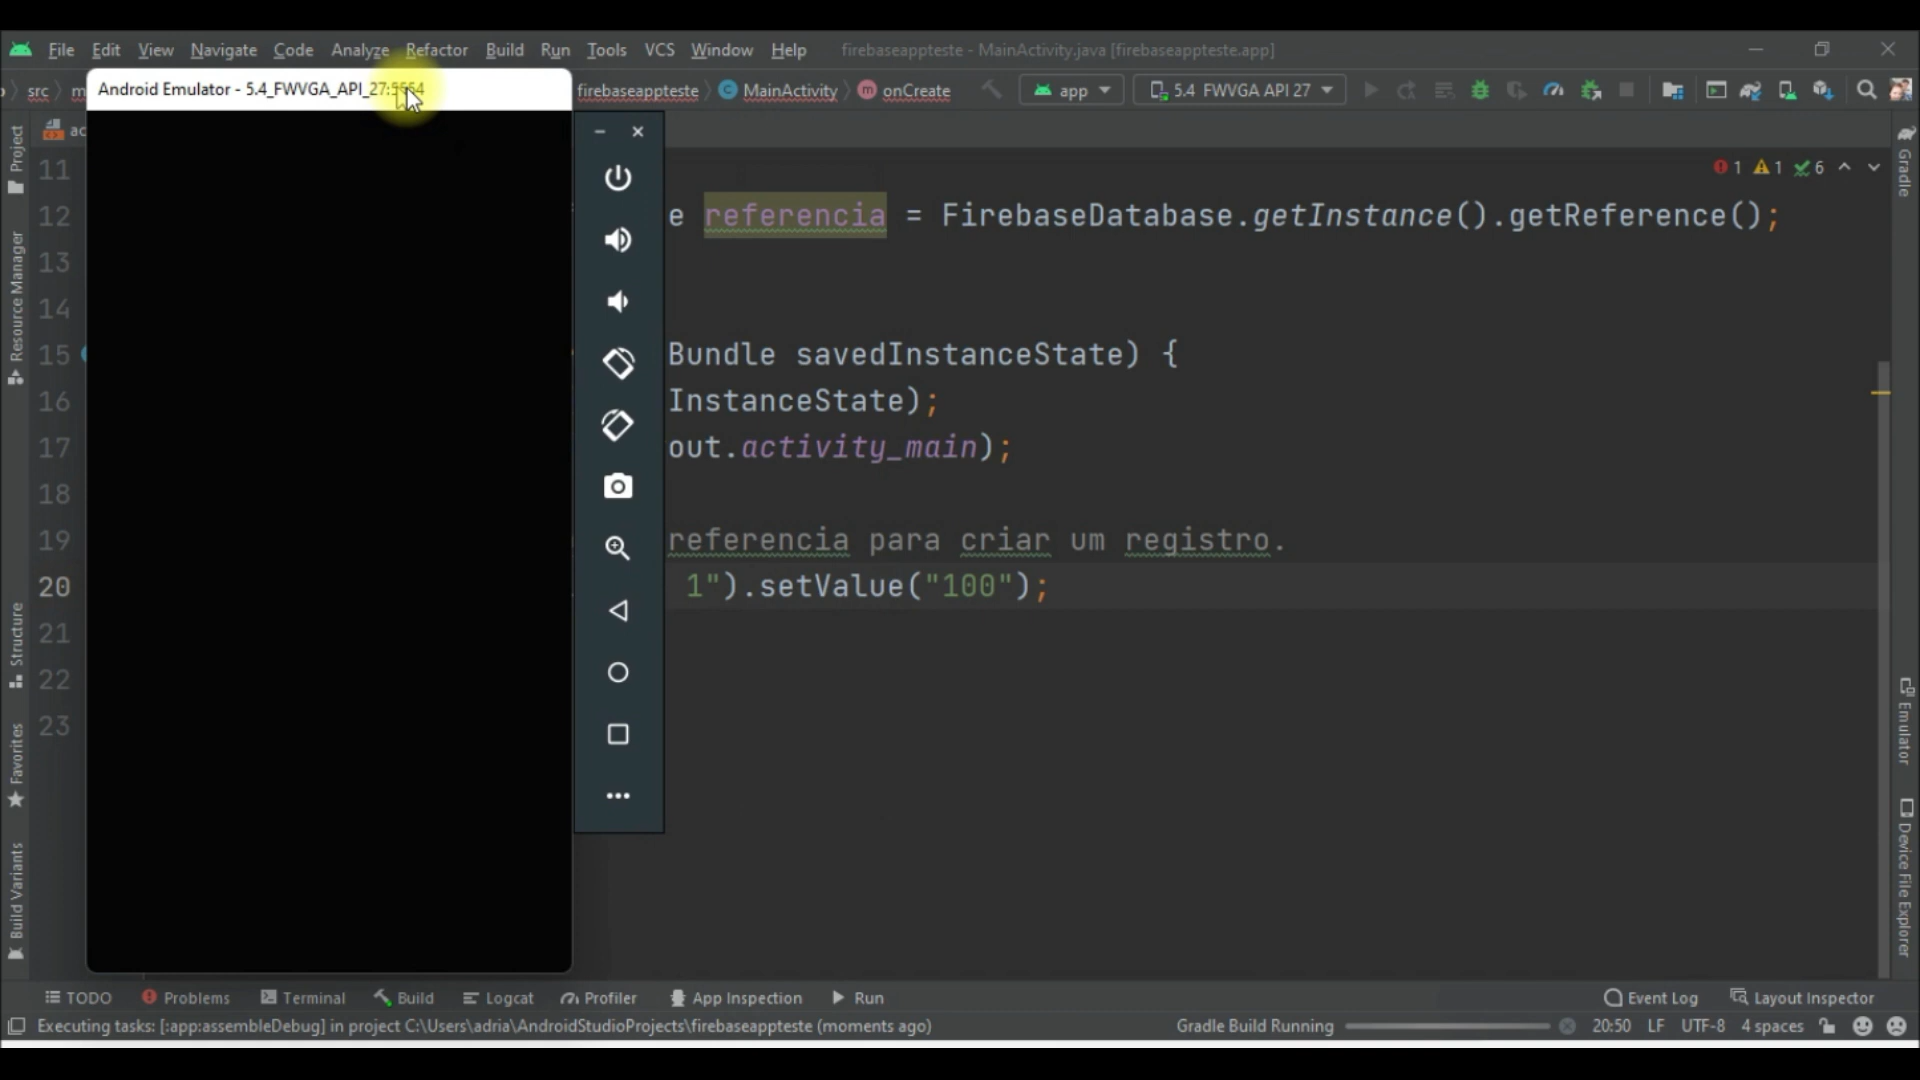 File Edit View Navigate Code Analyze Refactor Build Run Tools VCS Window Help firebaseappteste - MainActivity.java [firebaseappteste.app]
src
Android Emulator - 5.4_FWVGA_API_27:5554
firebaseappteste MainActivity onCreate app 5.4 FWVGA API 27
11
1 1 6
12 e referencia = FirebaseDatabase.getInstance().getReference();
13
14
15 Bundle savedInstanceState) {
16 InstanceState);
17 out.activity_main);
18
19 referencia para criar um registro.
20 1").setValue("100");
21
22
23
Project
Resource Manager
Structure
Favorites
Build Variants
Gradle
Emulator
Device File Explorer
TODO Problems Terminal Build Logcat Profiler App Inspection Run Event Log Layout Inspector
Executing tasks: [:app:assembleDebug] in project C:\Users\adria\AndroidStudioProjects\firebaseappteste (moments ago) Gradle Build Running 20:50 LF UTF-8 4 spaces